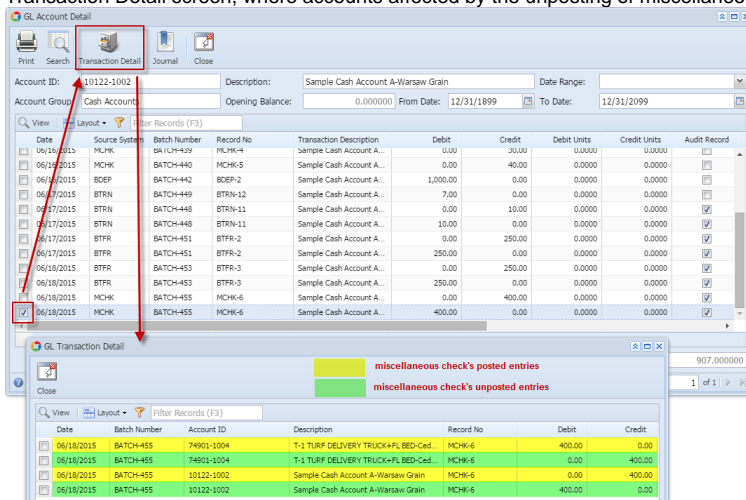 Transaction Detail screen, where accounts affected by the unposting of miscellaneo
GL Account Detail
Print Search Transaction Detail Journal Close
Account ID: 10122-1002 Description: Sample Cash Account A-Warsaw Grain Date Range:
Account Group: Cash Accounts Opening Balance: 0.000000 From Date: 12/31/1899 To Date: 12/31/2099
View Layout Filter Records (F3)
Date Source System Batch Number Record No Transaction Description Debit Credit Debit Units Credit Units Audit Record
06/16/2015 MCHK BATCH-439 MCHK-4 Sample Cash Account A... 0.00 30.00 0.0000 0.0000
06/16/2015 MCHK BATCH-440 MCHK-5 Sample Cash Account A... 0.00 40.00 0.0000 0.0000
06/16/2015 BDEP BATCH-442 BDEP-2 Sample Cash Account A... 1,000.00 0.00 0.0000 0.0000
06/17/2015 BTRN BATCH-449 BTRN-12 Sample Cash Account A... 7.00 0.00 0.0000 0.0000
06/17/2015 BTRN BATCH-448 BTRN-11 Sample Cash Account A... 0.00 10.00 0.0000 0.0000
06/17/2015 BTRN BATCH-448 BTRN-11 Sample Cash Account A... 10.00 0.00 0.0000 0.0000
06/17/2015 BTFR BATCH-451 BTFR-2 Sample Cash Account A... 0.00 250.00 0.0000 0.0000
06/17/2015 BTFR BATCH-451 BTFR-2 Sample Cash Account A... 250.00 0.00 0.0000 0.0000
06/18/2015 BTFR BATCH-453 BTFR-3 Sample Cash Account A... 0.00 250.00 0.0000 0.0000
06/18/2015 BTFR BATCH-453 BTFR-3 Sample Cash Account A... 250.00 0.00 0.0000 0.0000
06/18/2015 MCHK BATCH-455 MCHK-6 Sample Cash Account A... 0.00 400.00 0.0000 0.0000
06/18/2015 MCHK BATCH-455 MCHK-6 Sample Cash Account A... 400.00 0.00 0.0000 0.0000
907.000000
1 of 1
GL Transaction Detail
Close
miscellaneous check's posted entries
miscellaneous check's unposted entries
View Layout Filter Records (F3)
Date Batch Number Account ID Description Record No Debit Credit
06/18/2015 BATCH-455 74901-1004 T-1 TURF DELIVERY TRUCK+FL BED-Ced... MCHK-6 400.00 0.00
06/18/2015 BATCH-455 74901-1004 T-1 TURF DELIVERY TRUCK+FL BED-Ced... MCHK-6 0.00 400.00
06/18/2015 BATCH-455 10122-1002 Sample Cash Account A-Warsaw Grain MCHK-6 0.00 400.00
06/18/2015 BATCH-455 10122-1002 Sample Cash Account A-Warsaw Grain MCHK-6 400.00 0.00